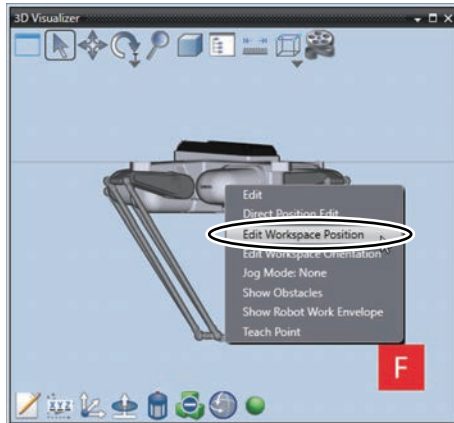 3D Visualizer
XYZ
Edit
Direct Position Edit
Edit Workspace Position
Edit Workspace Orientation
Jog Mode: None
Show Obstacles
Show Robot Work Envelope
Teach Point
F